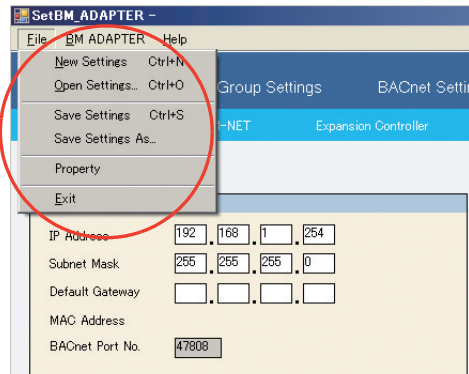 SetBM_ADAPTER -
File BM ADAPTER Help
New Settings Ctrl+N
Open Settings... Ctrl+O
Save Settings Ctrl+S
Save Settings As...
Property
Exit
Group Settings BACnet
-NET Expansion Controller
IP Address 192 . 168 . 1 . 254
Subnet Mask 255 . 255 . 255 . 0
Default Gateway . . .
MAC Address
BACnet Port No. 47808